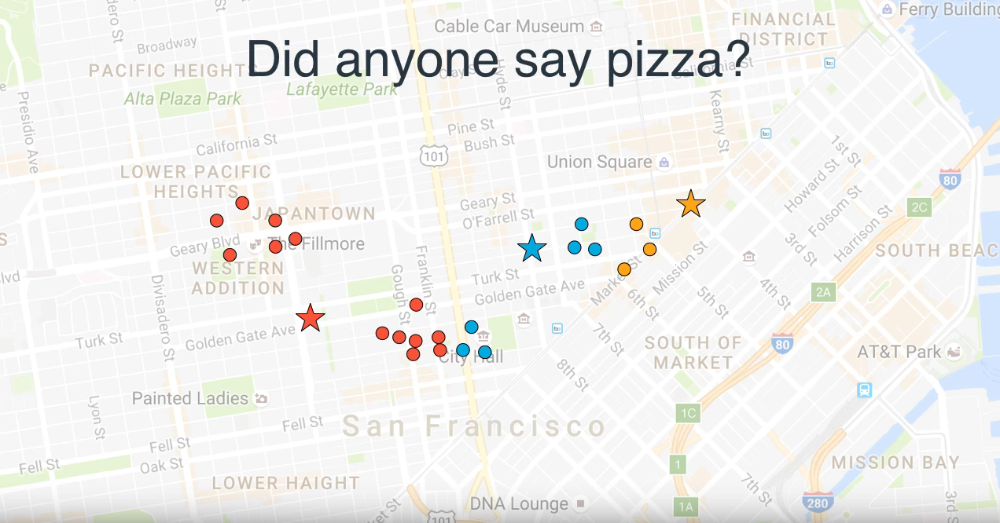 Did anyone say pizza?
Cable Car Museum
FINANCIAL
DISTRICT
Ferry Building
Broadway
PACIFIC HEIGHTS
Alta Plaza Park
Lafayette Park
Clay St
Hyde St
California St
Presidio Ave
Kearny St
Pine St
Bush St
California St
101
1st St
LOWER PACIFIC
HEIGHTS
Union Square
Howard St
80
Geary St
O'Farrell St
JAPANTOWN
Folsom St
2C
Geary Blvd
The Fillmore
Harrison St
3rd St
SOUTH BEAC
WESTERN
ADDITION
Franklin St
Gough St
Turk St
Golden Gate Ave
Market St
Mission St
4th St
5th St
6th St
2A
Divisadero St
Golden Gate Ave
Turk St
7th St
SOUTH OF
MARKET
80
AT&T Park
City Hall
8th St
Painted Ladies
Lyon St
San Francisco
Fell St
1C
Fell St
Oak St
Fell St
1
MISSION BAY
LOWER HAIGHT
7th St
DNA Lounge
280
3rd S
1A
101